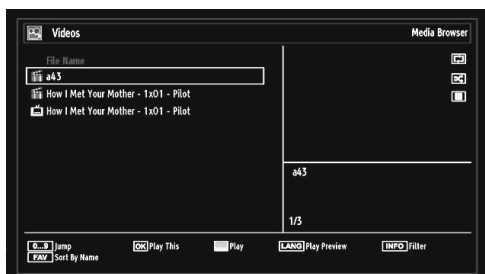 Videos Media Browser
File Name
a43
How I Met Your Mother - 1x01 - Pilot
How I Met Your Mother - 1x01 - Pilot
a43
1/3
0...9 Jump OK Play This Play LANG Play Preview INFO Filter
FAV Sort By Name